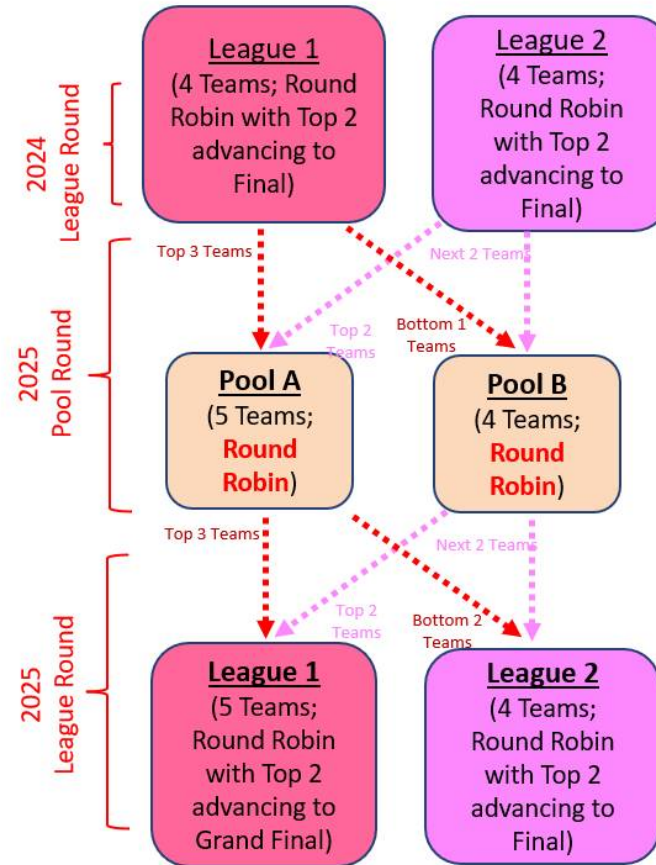 League 1
(4 Teams; Round
Robin with Top 2
advancing to
Final)
League 2
(4 Teams;
Round Robin
with Top 2
advancing to
Final)
2024
League Round
Top 3 Teams
Next 2 Teams
Top 2
Teams
Bottom 1
Teams
2025
Pool Round
Pool A
(5 Teams;
Round
Robin)
Pool B
(4 Teams;
Round
Robin)
Top 3 Teams
Next 2 Teams
Top 2
Teams
Bottom 2
Teams
2025
League Round
League 1
(5 Teams;
Round Robin
with Top 2
advancing to
Grand Final)
League 2
(4 Teams;
Round Robin
with Top 2
advancing to
Final)